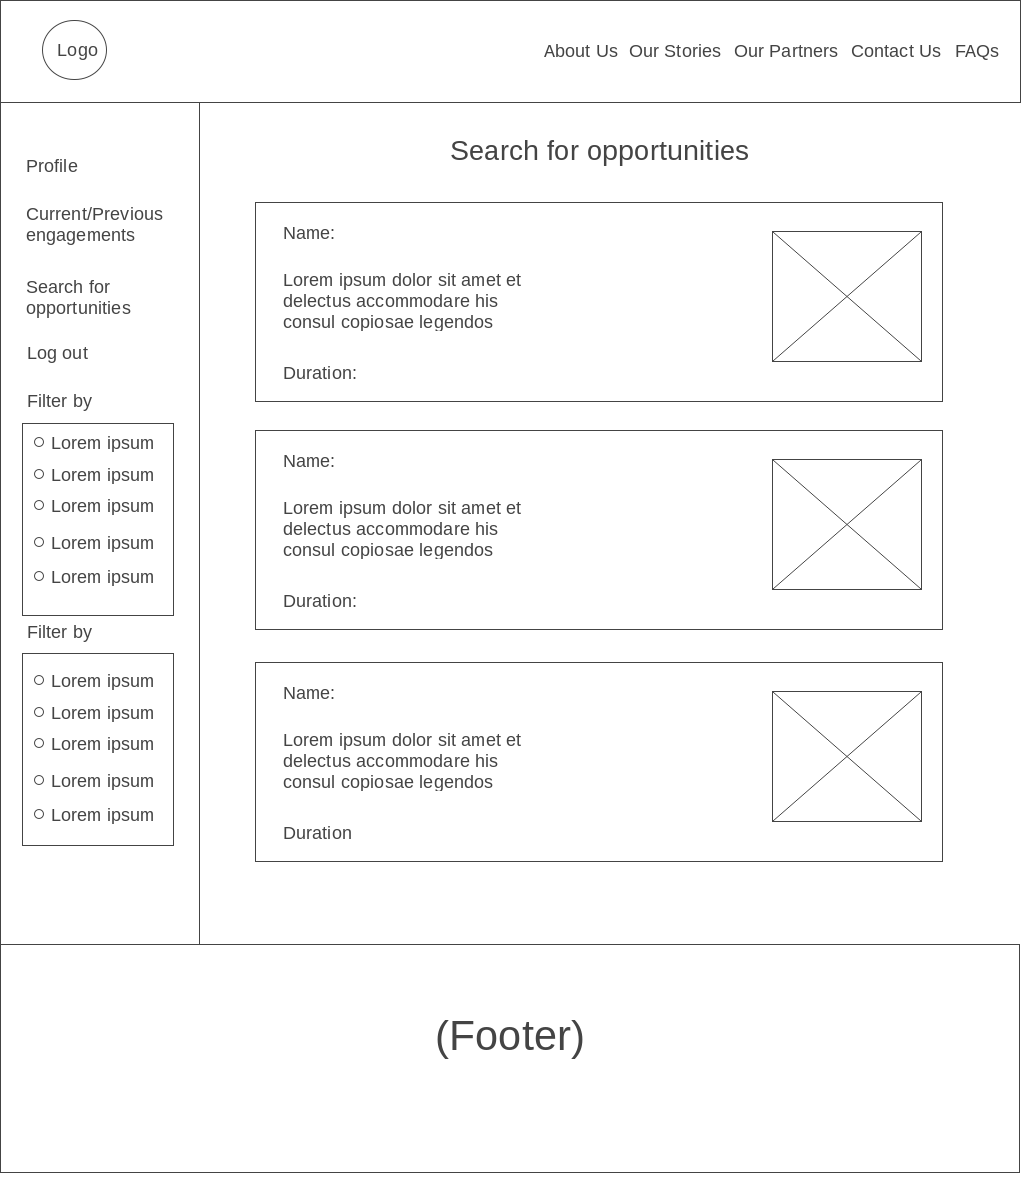 Logo
About Us Our Stories Our Partners Contact Us FAQs
Profile
Current/Previous
engagements
Search for
opportunities
Log out
Filter by
Lorem ipsum
Lorem ipsum
Lorem ipsum
Lorem ipsum
Lorem ipsum
Filter by
Lorem ipsum
Lorem ipsum
Lorem ipsum
Lorem ipsum
Lorem ipsum
Search for opportunities
Name:
Lorem ipsum dolor sit amet et
delectus accommodare his
consul copiosae legendos
Duration:
Name:
Lorem ipsum dolor sit amet et
delectus accommodare his
consul copiosae legendos
Duration:
Name:
Lorem ipsum dolor sit amet et
delectus accommodare his
consul copiosae legendos
Duration
(Footer)